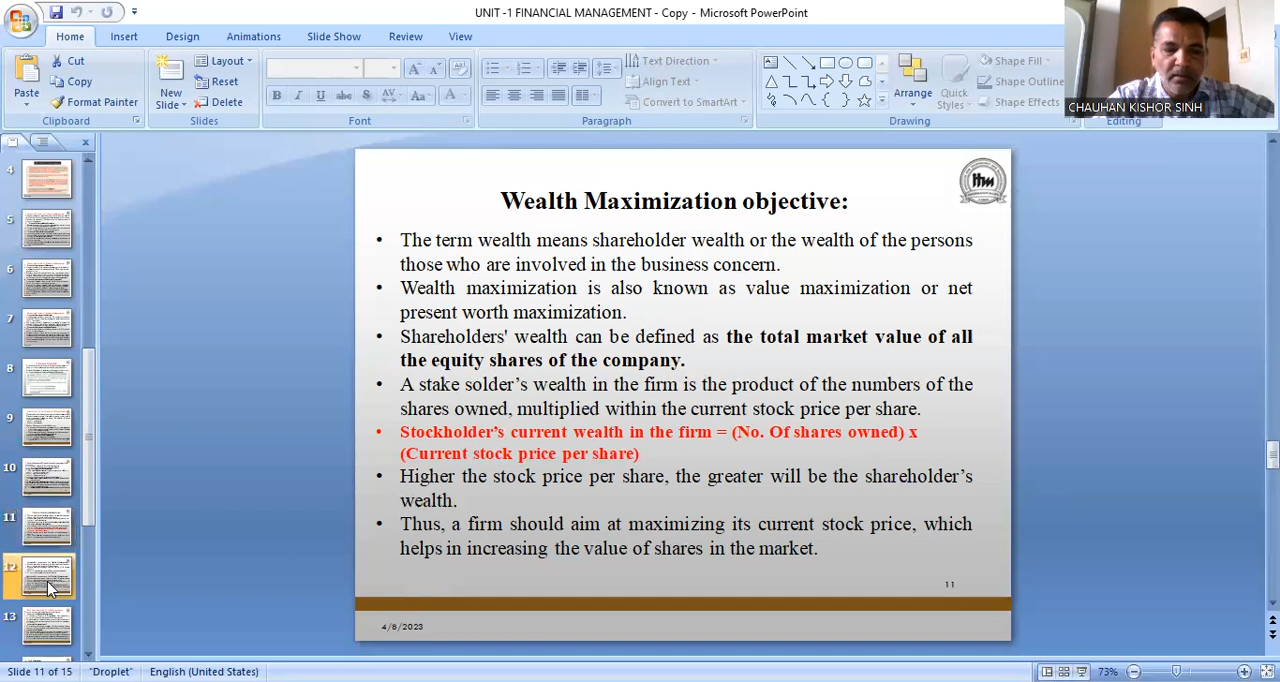 UNIT -1 FINANCIAL MANAGEMENT - Copy - Microsoft PowerPoint
Home Insert Design Animations Slide Show Review View
Paste
Cut
Copy
Format Painter
Clipboard
New Slide
Layout
Reset
Delete
Slides
B I U abc S AV Aa A
Font
Text Direction
Align Text
Convert to SmartArt
Paragraph
Arrange
Quick Styles
Shape Fill
Shape Outline
Shape Effects
Drawing
Editing
CHAUHAN KISHOR SINH
4
5
6
7
8
9
10
11
12
13
itm
Wealth Maximization objective:
• The term wealth means shareholder wealth or the wealth of the persons
those who are involved in the business concern.
• Wealth maximization is also known as value maximization or net
present worth maximization.
• Shareholders' wealth can be defined as the total market value of all
the equity shares of the company.
• A stake solder's wealth in the firm is the product of the numbers of the
shares owned, multiplied within the current stock price per share.
• Stockholder's current wealth in the firm = (No. Of shares owned) x
(Current stock price per share)
• Higher the stock price per share, the greater will be the shareholder's
wealth.
• Thus, a firm should aim at maximizing its current stock price, which
helps in increasing the value of shares in the market.
11
4/8/2023
Slide 11 of 15 "Droplet" English (United States) 73%